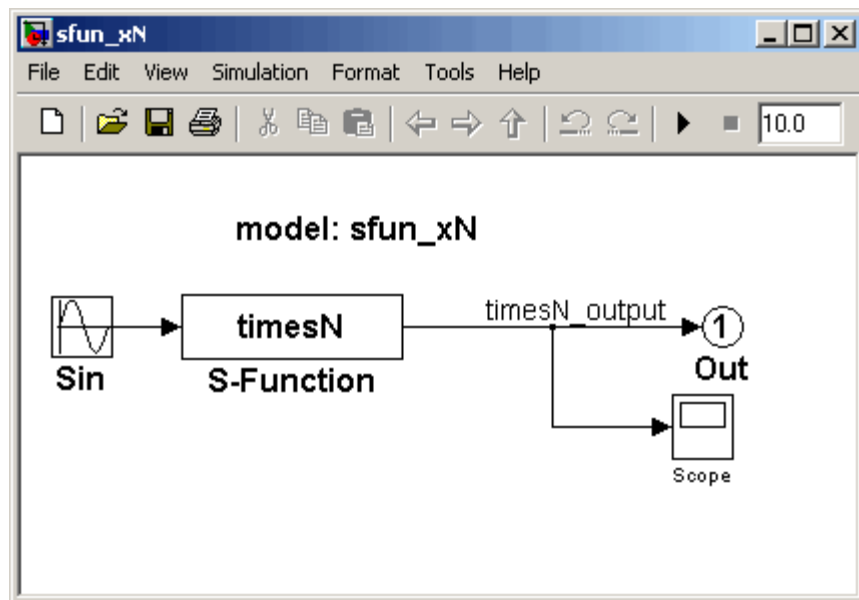 sfun_xN
File Edit View Simulation Format Tools Help
10.0
model: sfun_xN
timesN
timesN_output
1
Sin
S-Function
Out
Scope